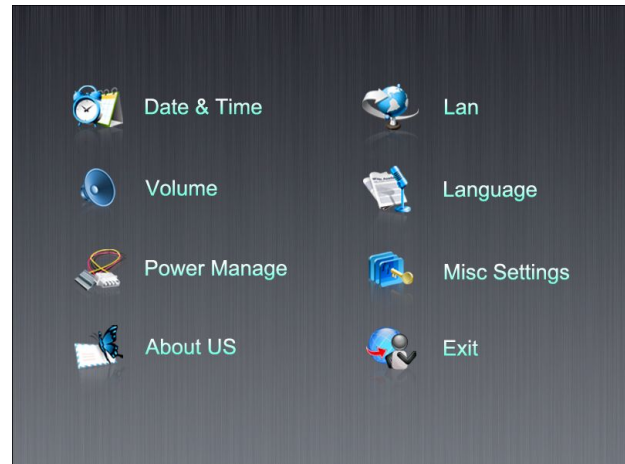 Date & Time
Lan
Volume
Language
Power Manage
Misc Settings
About US
Exit